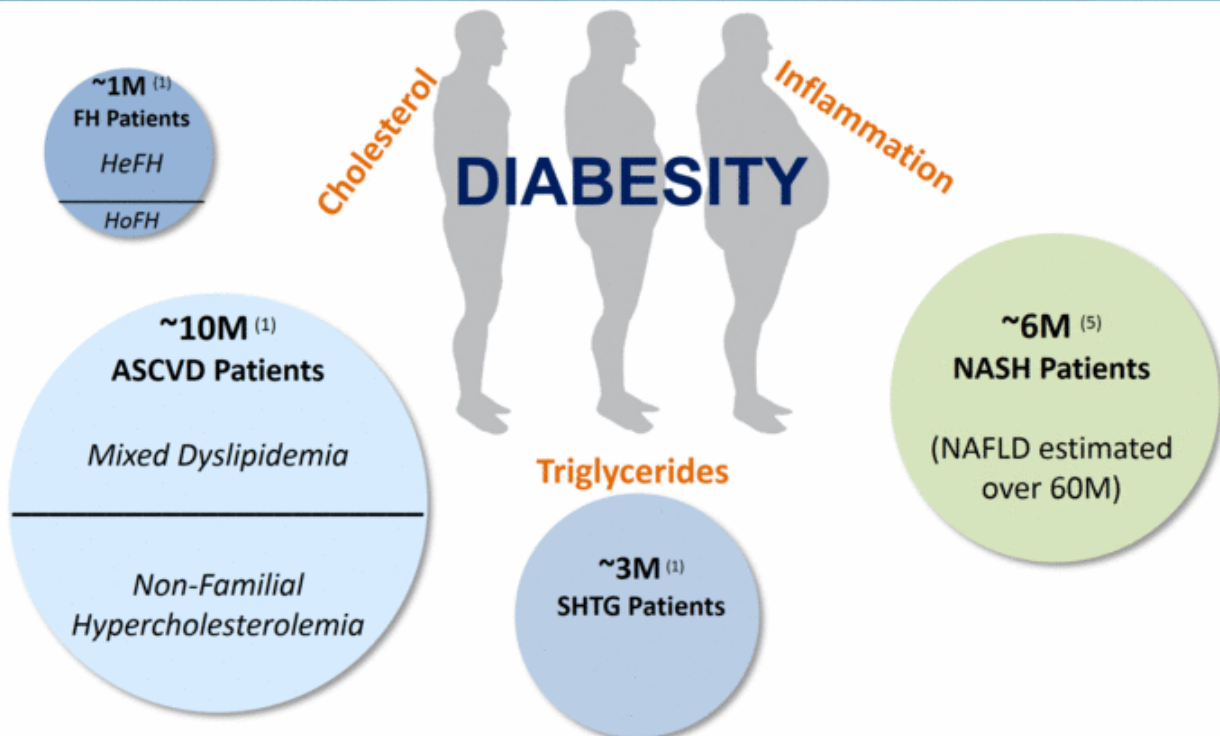 ~1M (1)
FH Patients
HeFH
HoFH
Cholesterol
DIABESITY
Inflammation
~10M (1)
ASCVD Patients
Mixed Dyslipidemia
Non-Familial
Hypercholesterolemia
Triglycerides
~3M (1)
SHTG Patients
~6M (5)
NASH Patients
(NAFLD estimated
over 60M)